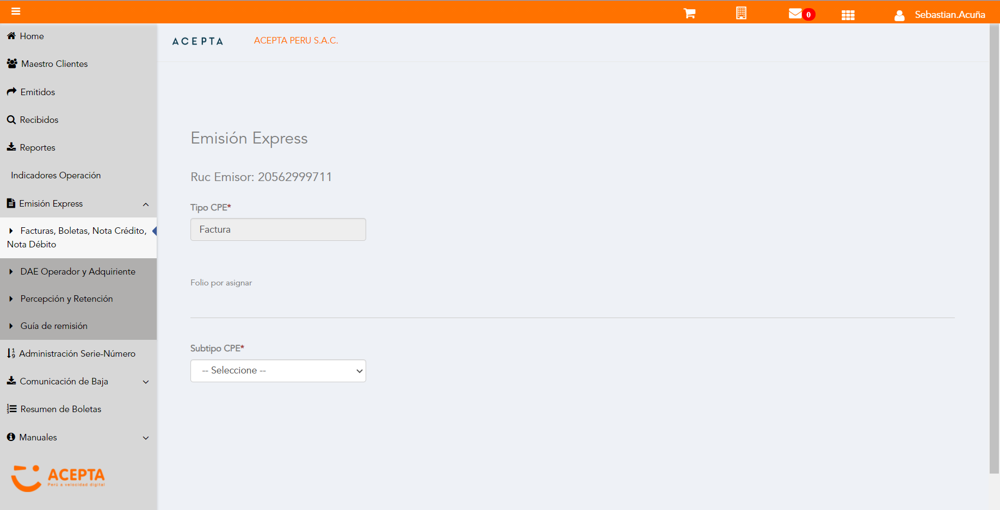 0
Sebastian.Acuña
Home
Maestro Clientes
Emitidos
Recibidos
Reportes
Indicadores Operación
Emisión Express
Facturas, Boletas, Nota Crédito,
Nota Débito
DAE Operador y Adquiriente
Percepción y Retención
Guía de remisión
Administración Serie-Número
Comunicación de Baja
Resumen de Boletas
Manuales
ACEPTA
Perú a velocidad digital
ACEPTA
ACEPTA PERU S.A.C.
Emisión Express
Ruc Emisor: 20562999711
Tipo CPE*
Factura
Folio por asignar
Subtipo CPE*
-- Seleccione --